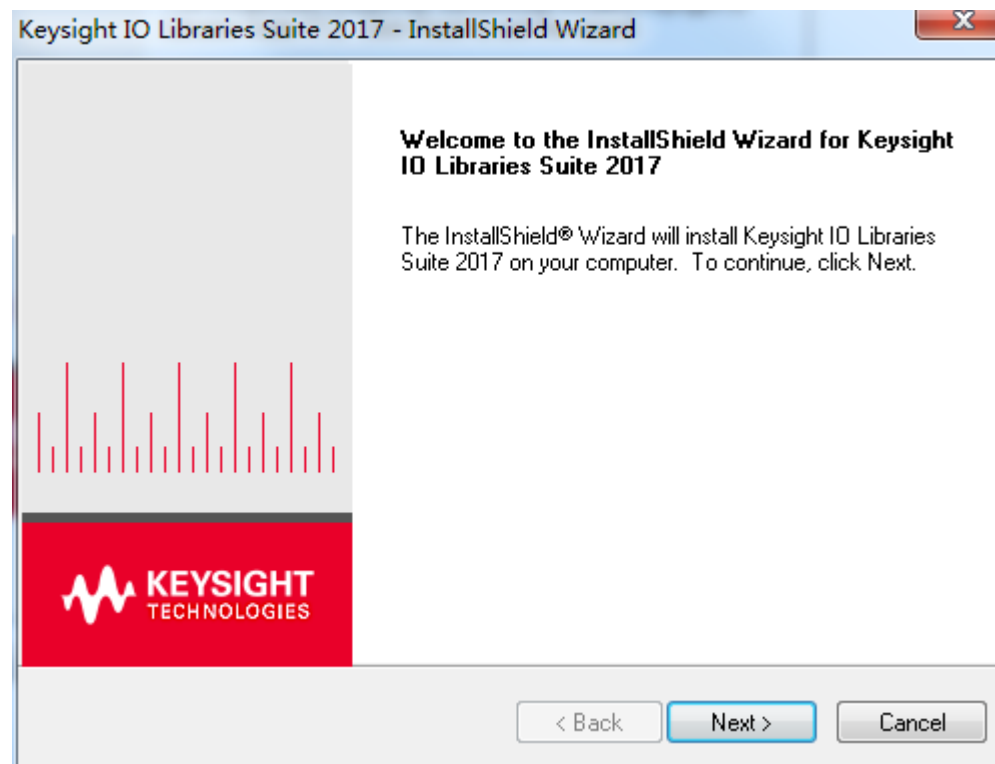 Keysight IO Libraries Suite 2017 - InstallShield Wizard
Welcome to the InstallShield Wizard for Keysight
IO Libraries Suite 2017
The InstallShield® Wizard will install Keysight IO Libraries
Suite 2017 on your computer.  To continue, click Next.
KEYSIGHT
TECHNOLOGIES
< Back Next > Cancel